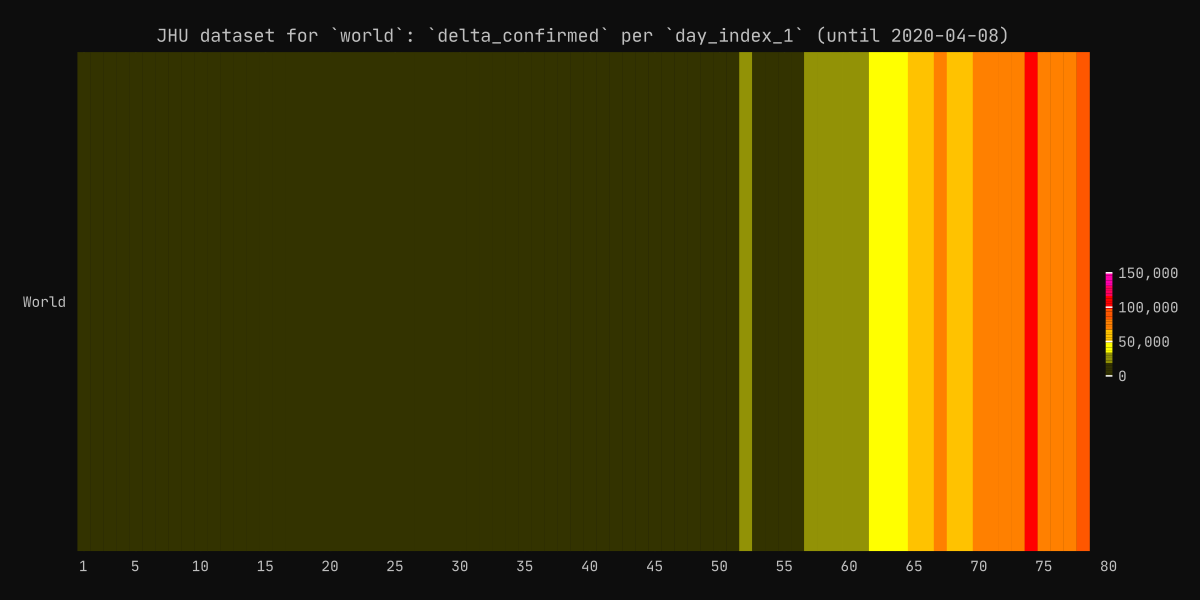 JHU dataset for `world`: `delta_confirmed` per `day_index_1` (until 2020-04-08)
World
150,000
100,000
50,000
0
1 5 10 15 20 25 30 35 40 45 50 55 60 65 70 75 80